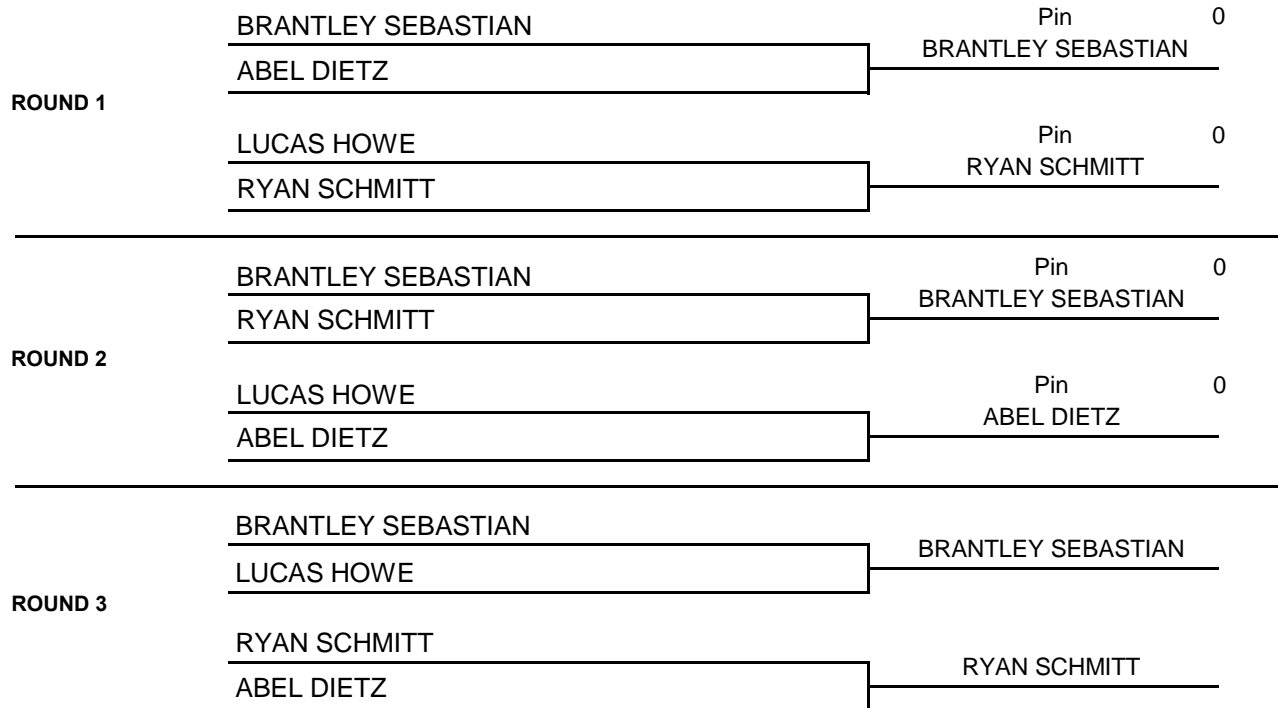 BRANTLEY SEBASTIAN
Pin 0
BRANTLEY SEBASTIAN
ABEL DIETZ
ROUND 1
LUCAS HOWE
Pin 0
RYAN SCHMITT
RYAN SCHMITT
BRANTLEY SEBASTIAN
Pin 0
BRANTLEY SEBASTIAN
RYAN SCHMITT
ROUND 2
LUCAS HOWE
Pin 0
ABEL DIETZ
ABEL DIETZ
BRANTLEY SEBASTIAN
BRANTLEY SEBASTIAN
LUCAS HOWE
ROUND 3
RYAN SCHMITT
RYAN SCHMITT
ABEL DIETZ